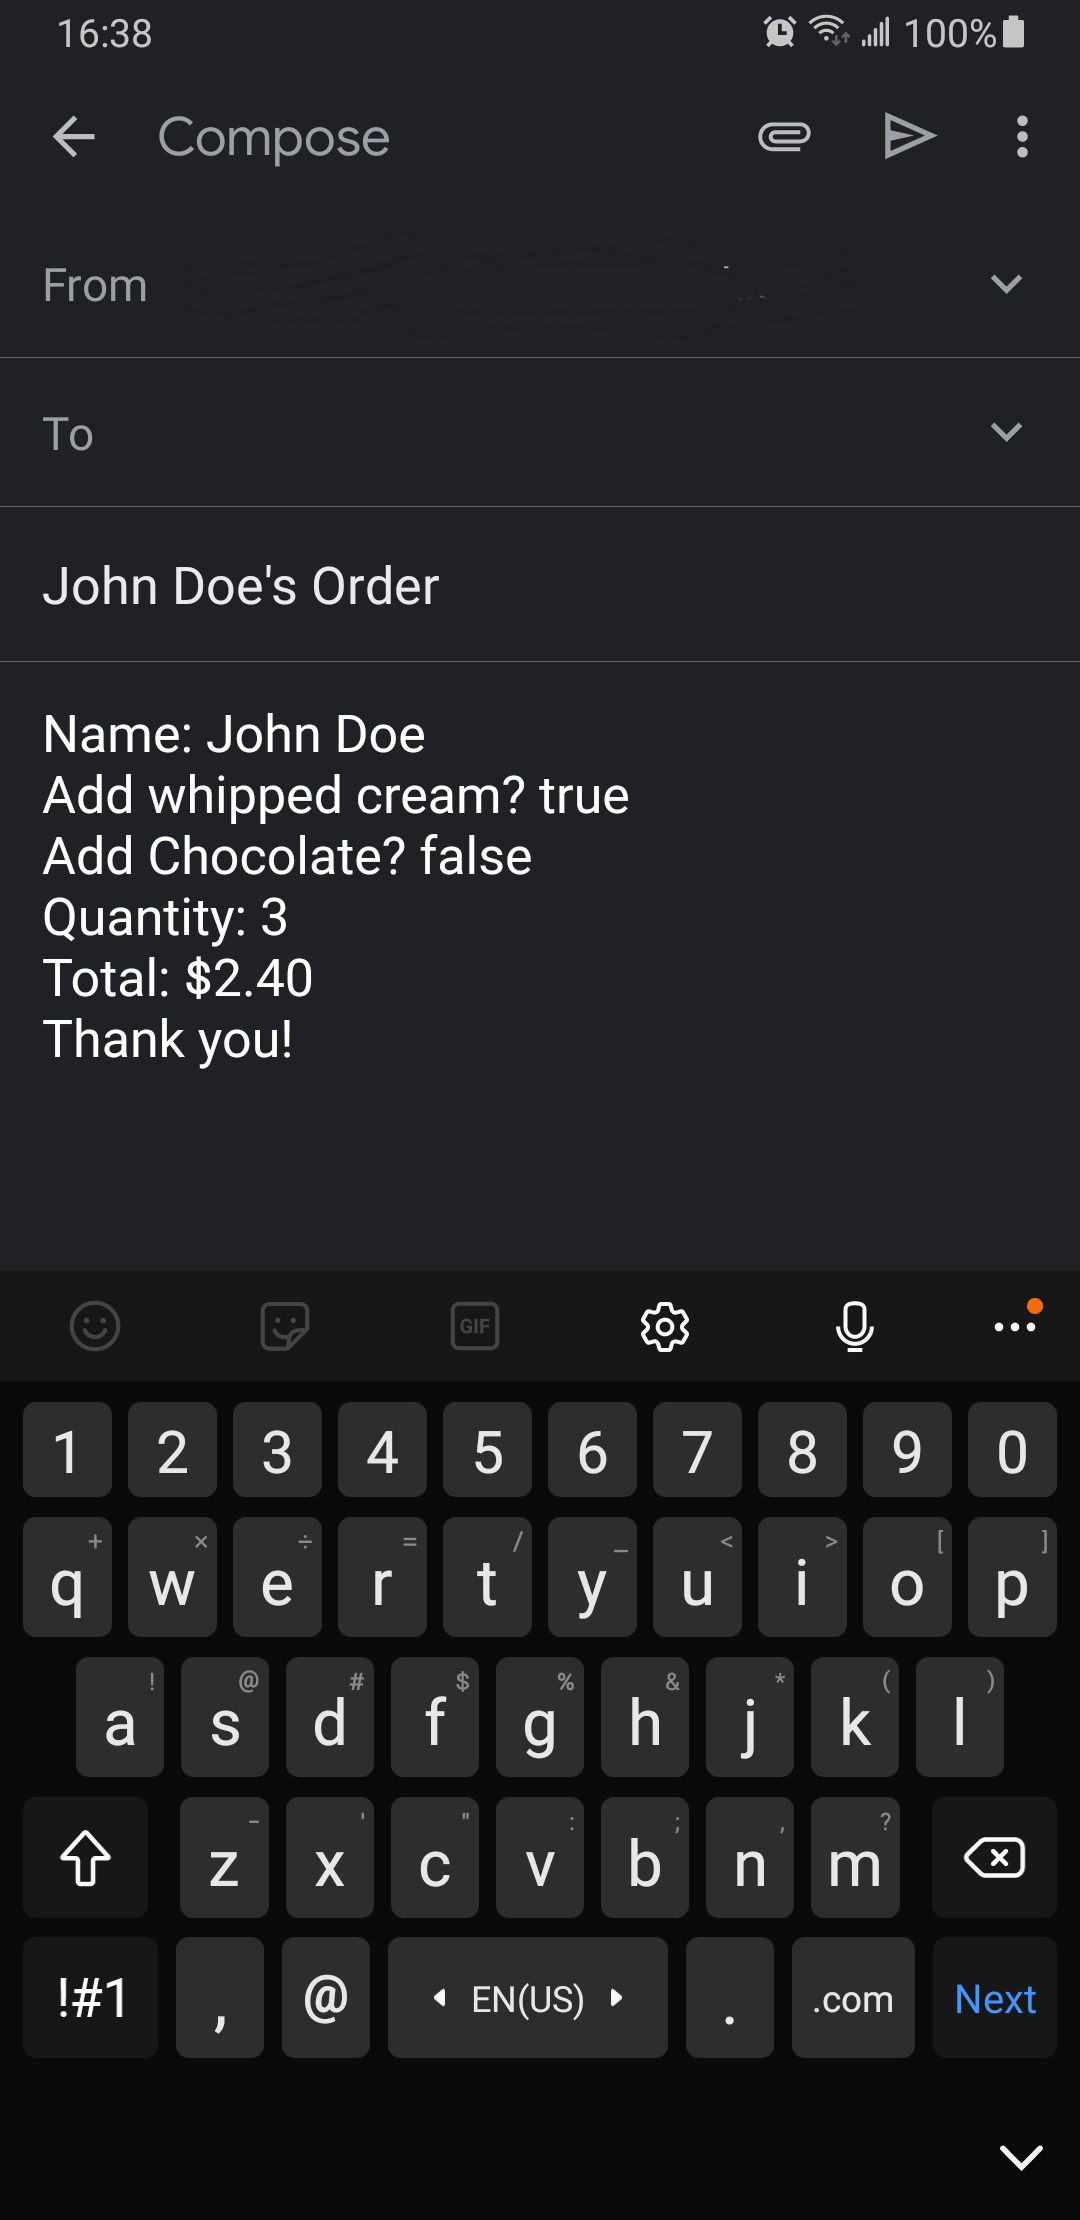 16:38 100%
Compose
From
To
John Doe's Order
Name: John Doe
Add whipped cream? true
Add Chocolate? false
Quantity: 3
Total: $2.40
Thank you!
GIF
1 2 3 4 5 6 7 8 9 0
+ × ÷ = / _ < > [ ]
q w e r t y u i o p
! @ # $ % & * ( )
a s d f g h j k l
- ' " : ; , ?
z x c v b n m
!#1 , @ EN(US) . .com Next